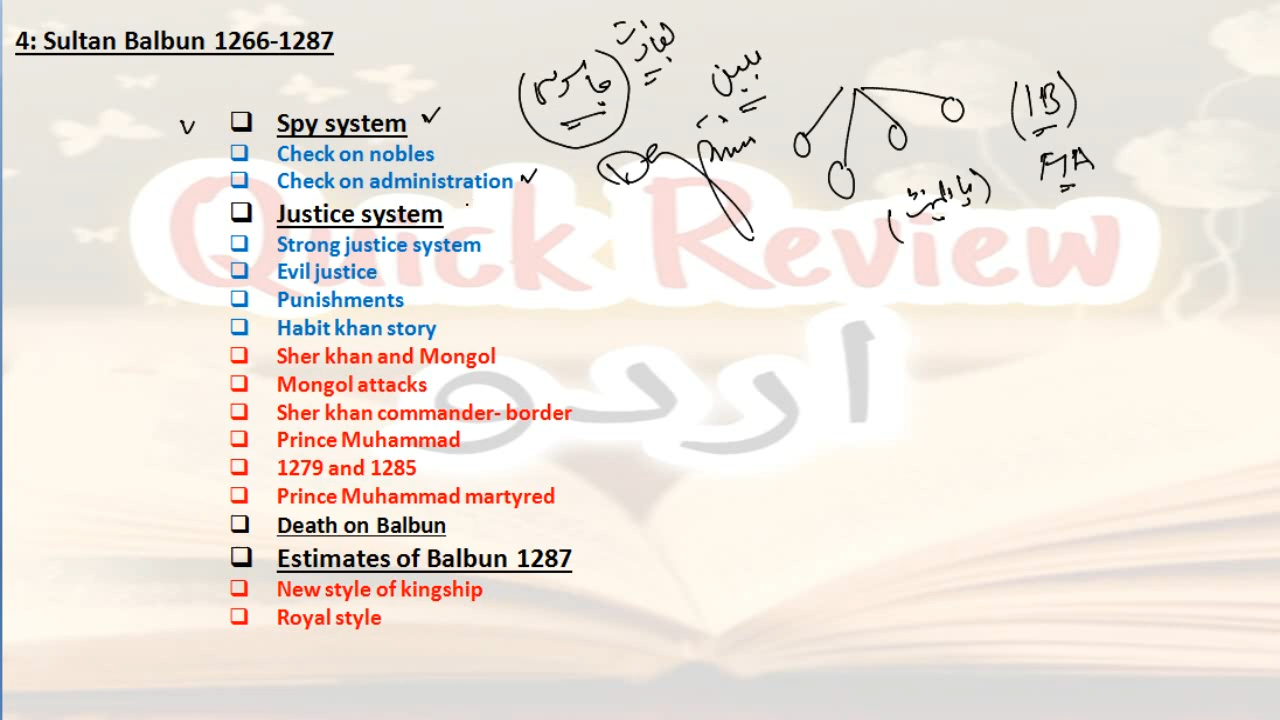 4: Sultan Balbun 1266-1287
Spy system
Check on nobles
Check on administration
Justice system
Strong justice system
Evil justice
Punishments
Habit khan story
Sher khan and Mongol
Mongol attacks
Sher khan commander- border
Prince Muhammad
1279 and 1285
Prince Muhammad martyred
Death on Balbun
Estimates of Balbun 1287
New style of kingship
Royal style
(IB)
FIA
Quick Review
اردو